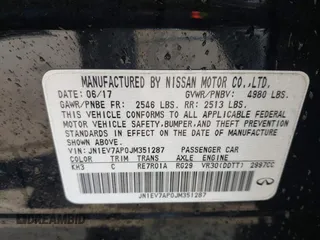 MANUFACTURED BY NISSAN MOTOR CO.,LTD.
DATE: 06/17 GVWR/PNBV: 4980 LBS.
GAWR/PNBE FR: 2546 LBS. RR: 2513 LBS.
THIS VEHICLE CONFORMS TO ALL APPLICABLE FEDERAL
MOTOR VEHICLE SAFETY,BUMPER,AND THEFT
PREVENTION STANDARDS IN EFFECT ON THE DATE OF
MANUFACTURE SHOWN ABOVE.
VIN: JN1EV7AP0JM351287 PASSENGER CAR
COLOR TRIM TRANS AXLE ENGINE
KH3 C RE7R01A RG29 VR30(DDTT) 2997CC
INFINITI
DREAMBID